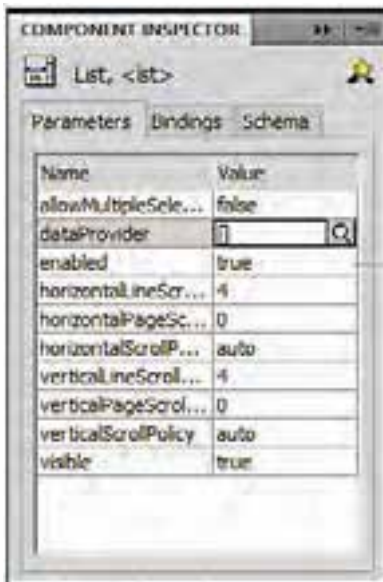 COMPONENT INSPECTOR
List, <ist>
Parameters Bindings Schema
Name Value
allowMultipleSele... false
dataProvider []
enabled true
horizontalLineScr... 4
horizontalPageSc... 0
horizontalScrollP... auto
verticalLineScroll... 4
verticalPageScrol... 0
verticalScrollPolicy auto
visible true